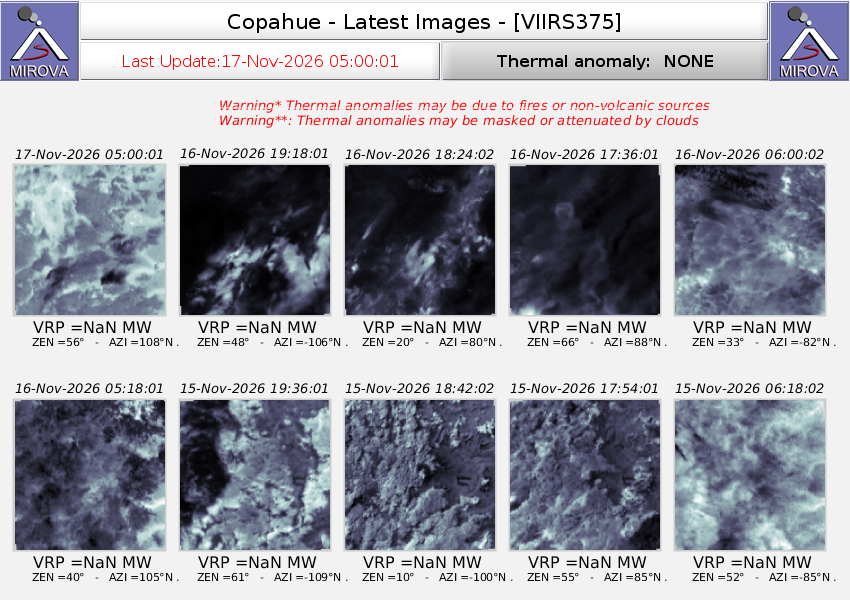 Copahue - Latest Images - [VIIRS375]
MIROVA
Last Update:17-Nov-2026 05:00:01
Thermal anomaly: NONE
MIROVA
Warning* Thermal anomalies may be due to fires or non-volcanic sources
Warning**: Thermal anomalies may be masked or attenuated by clouds
17-Nov-2026 05:00:01 16-Nov-2026 19:18:01 16-Nov-2026 18:24:02 16-Nov-2026 17:36:01 16-Nov-2026 06:00:02
VRP =NaN MW VRP =NaN MW VRP =NaN MW VRP =NaN MW VRP =NaN MW
ZEN =56° - AZI =108°N . ZEN =48° - AZI =-106°N . ZEN =20° - AZI =80°N . ZEN =66° - AZI =88°N . ZEN =33° - AZI =-82°N .
16-Nov-2026 05:18:01 15-Nov-2026 19:36:01 15-Nov-2026 18:42:02 15-Nov-2026 17:54:01 15-Nov-2026 06:18:02
VRP =NaN MW VRP =NaN MW VRP =NaN MW VRP =NaN MW VRP =NaN MW
ZEN =40° - AZI =105°N . ZEN =61° - AZI =-109°N . ZEN =10° - AZI =-100°N . ZEN =55° - AZI =85°N . ZEN =52° - AZI =-85°N .